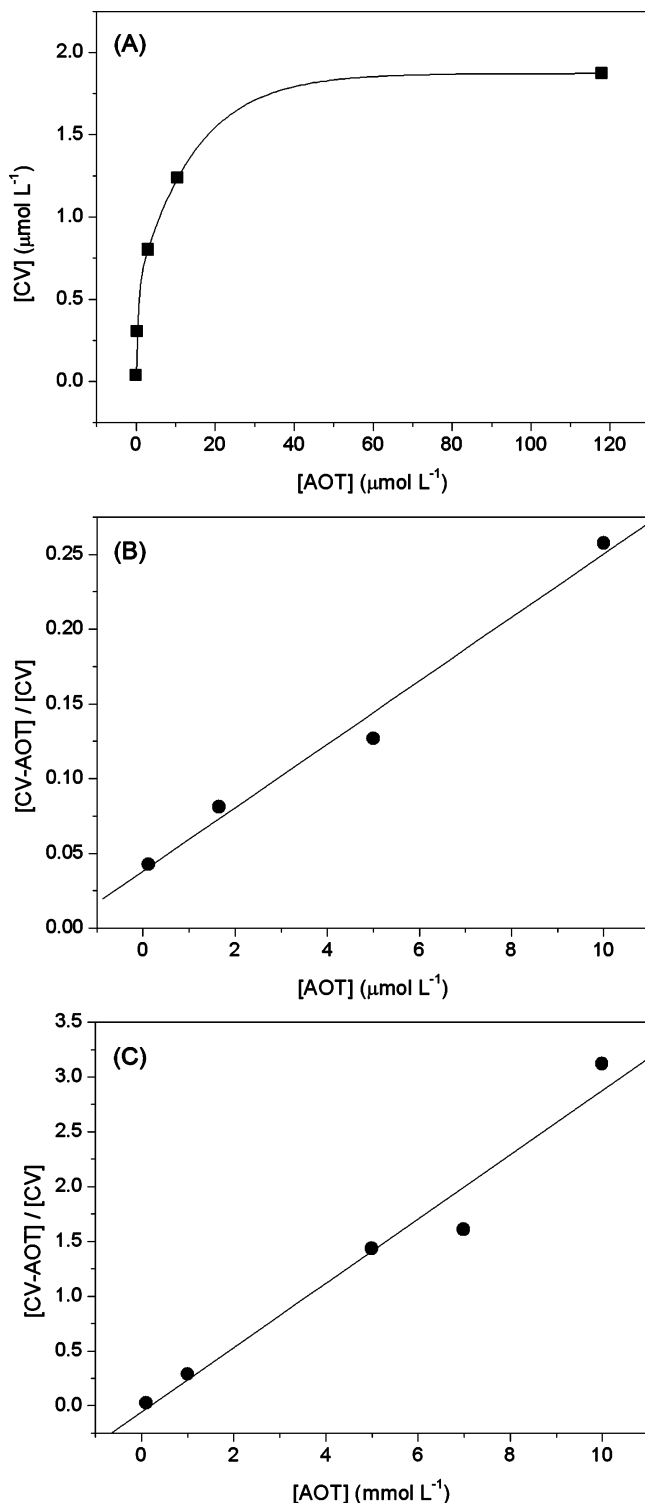 (A)
2.0
1.5
1.0
0.5
0.0
[CV] (μmol L-1)
0 20 40 60 80 100 120
[AOT] (μmol L-1)
(B)
0.25
0.20
0.15
0.10
0.05
0.00
[CV-AOT] / [CV]
0 2 4 6 8 10
[AOT] (μmol L-1)
(C)
3.5
3.0
2.5
2.0
1.5
1.0
0.5
0.0
[CV-AOT] / [CV]
0 2 4 6 8 10
[AOT] (mmol L-1)